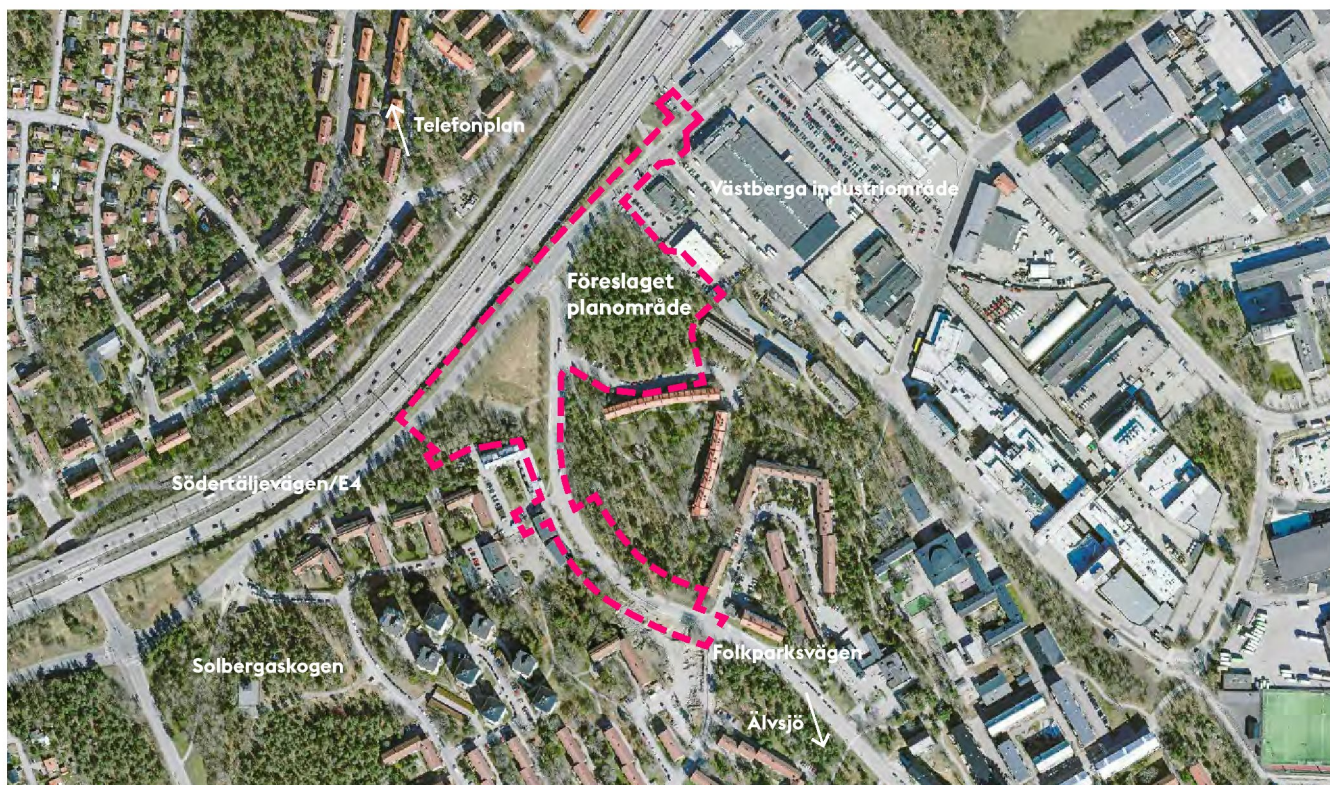 Telefonplan
Västberga industriområde
Föreslaget
planområde
Södertäljevägen/E4
Solbergaskogen
Folkparksvägen
Älvsjö